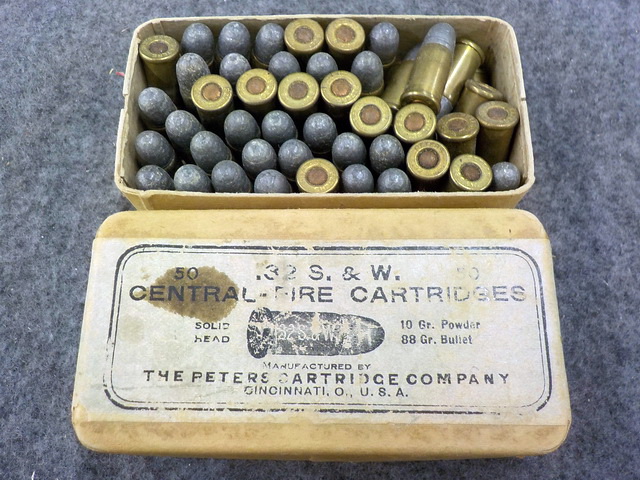 50 .32 S. & W. 50
CENTRAL-FIRE CARTRIDGES
SOLID
HEAD
.32 S. & W.
10 Gr. Powder
88 Gr. Bullet
MANUFACTURED BY
THE PETERS CARTRIDGE COMPANY
CINCINNATI, O., U. S. A.